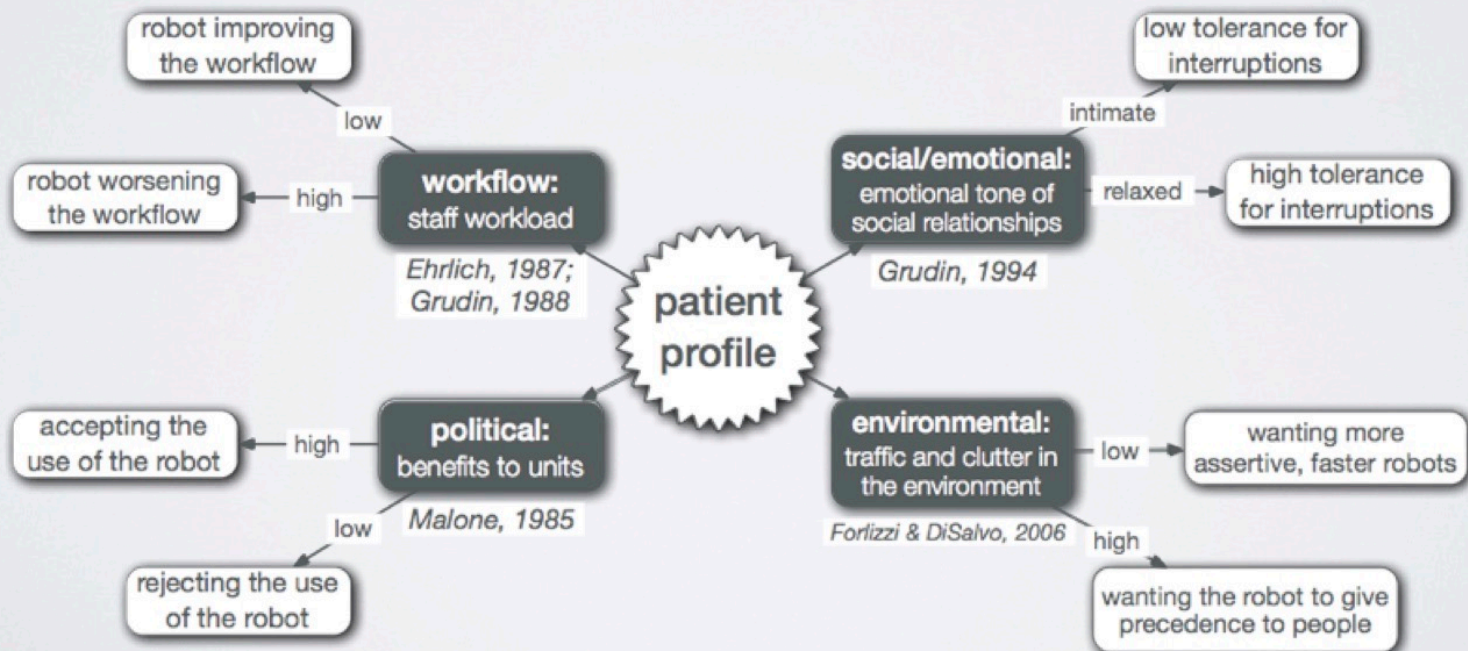 robot improving
the workflow
low
robot worsening
the workflow
high
workflow:
staff workload
Ehrlich, 1987;
Grudin, 1988
low tolerance for
interruptions
intimate
social/emotional:
emotional tone of
social relationships
relaxed
high tolerance
for interruptions
Grudin, 1994
patient
profile
accepting the
use of the robot
high
political:
benefits to units
low
Malone, 1985
rejecting the use
of the robot
environmental:
traffic and clutter in
the environment
low
wanting more
assertive, faster robots
Forlizzi & DiSalvo, 2006
high
wanting the robot to give
precedence to people